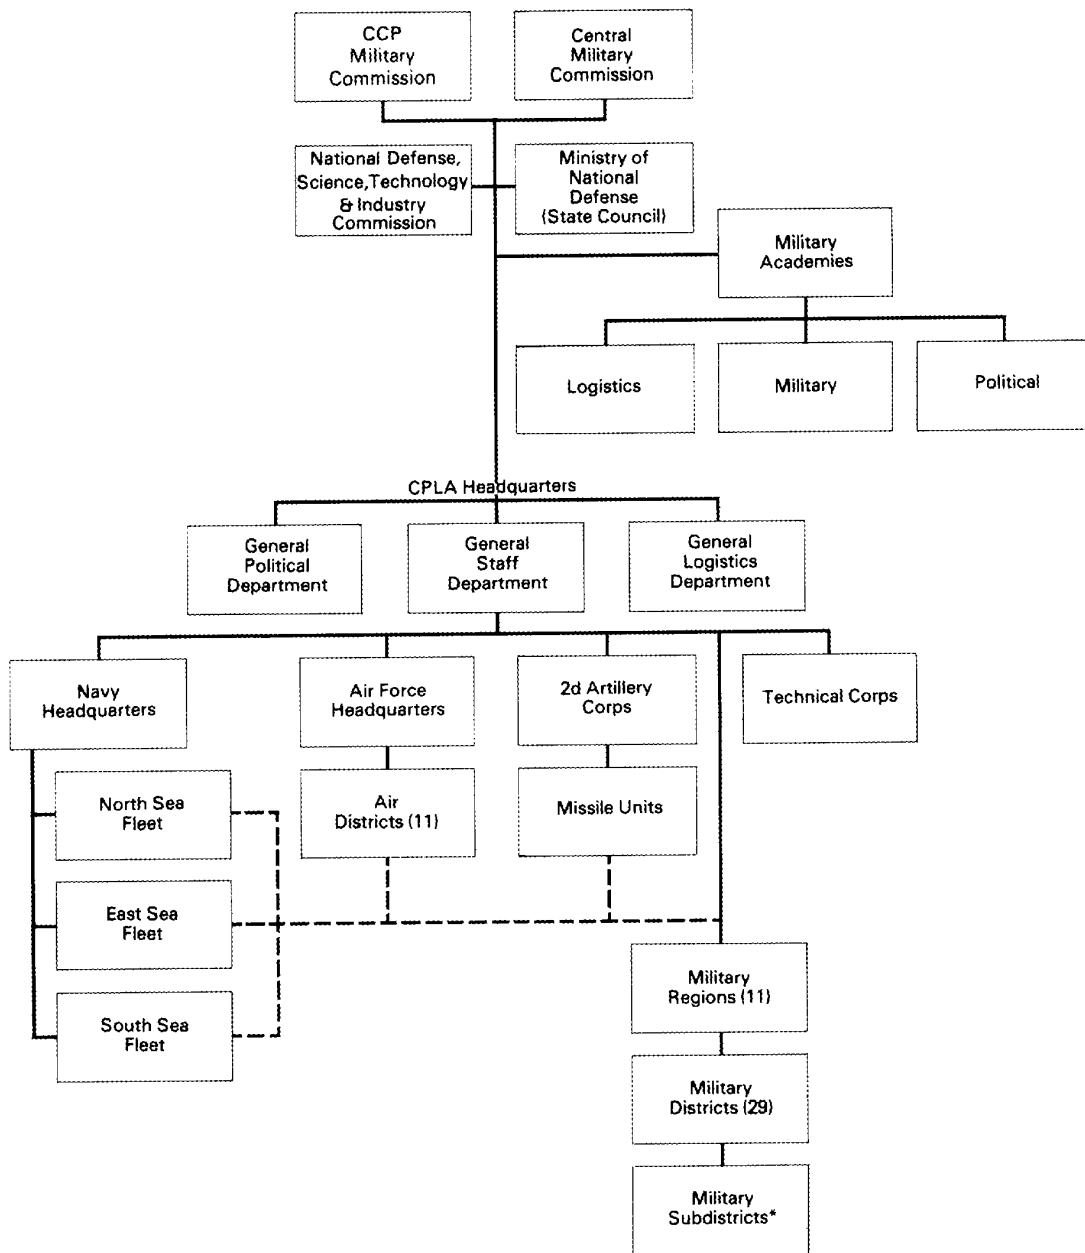 CCP
Military
Commission
Central
Military
Commission
National Defense,
Science,Technology
& Industry
Commission
Ministry of
National
Defense
(State Council)
Military
Academies
Logistics
Military
Political
CPLA Headquarters
General
Political
Department
General
Staff
Department
General
Logistics
Department
Navy
Headquarters
Air Force
Headquarters
2d Artillery
Corps
Technical Corps
North Sea
Fleet
Air
Districts (11)
Missile Units
East Sea
Fleet
South Sea
Fleet
Military
Regions (11)
Military
Districts (29)
Military
Subdistricts*